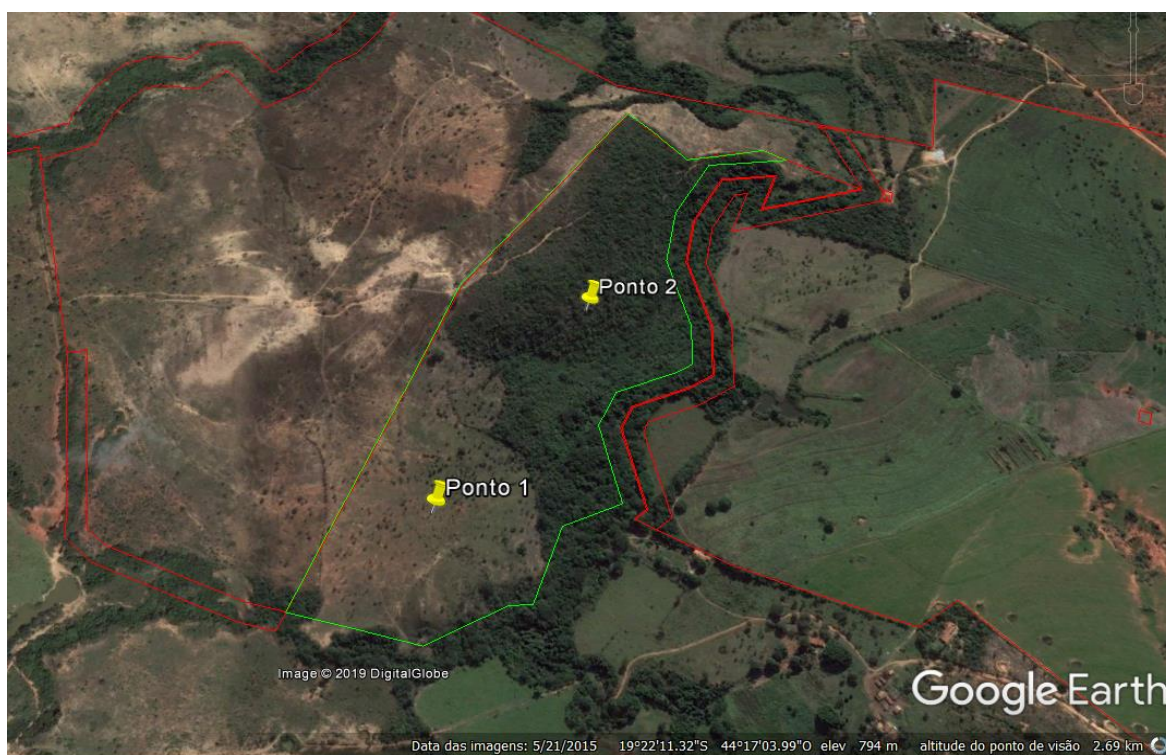 Ponto 2
Ponto 1
Image © 2019 DigitalGlobe
Google Earth
Data das imagens: 5/21/2015 19°22'11.32"S 44°17'03.99"O elev 794 m altitude do ponto de visão 2.69 km